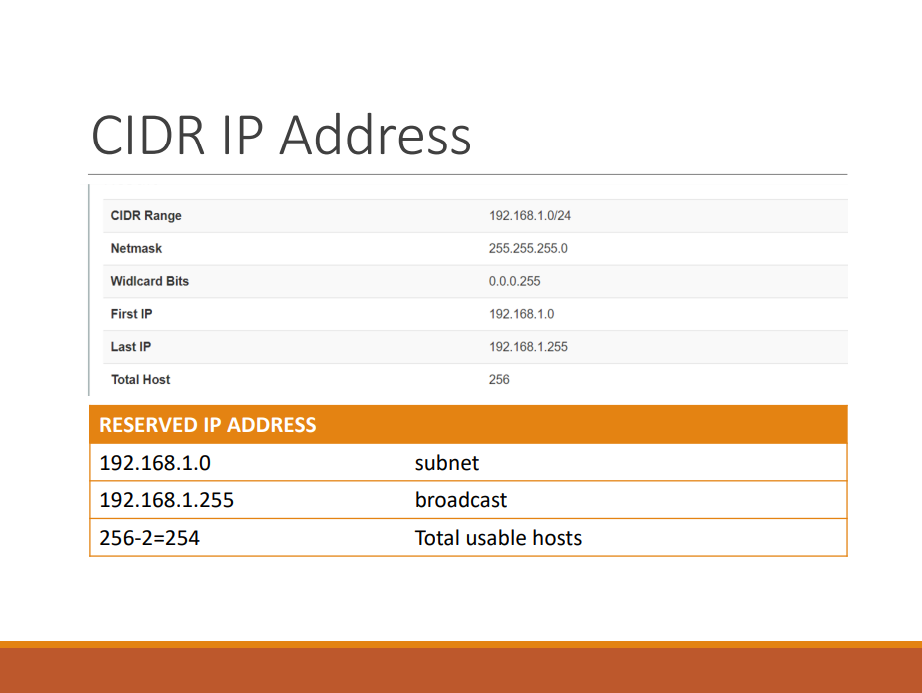 CIDR IP Address
CIDR Range 192.168.1.0/24
Netmask 255.255.255.0
Widlcard Bits 0.0.0.255
First IP 192.168.1.0
Last IP 192.168.1.255
Total Host 256
RESERVED IP ADDRESS
192.168.1.0 subnet
192.168.1.255 broadcast
256-2=254 Total usable hosts